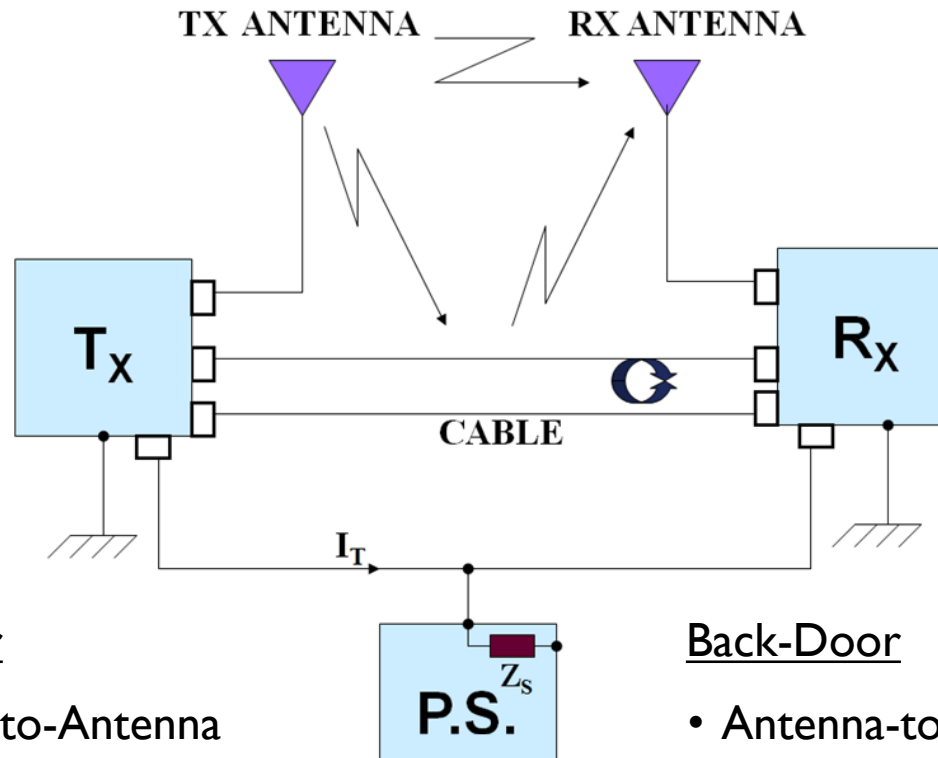 TX ANTENNA
RX ANTENNA
TX
RX
CABLE
IT
ZS
P.S.
to-Antenna
Back-Door
• Antenna-to